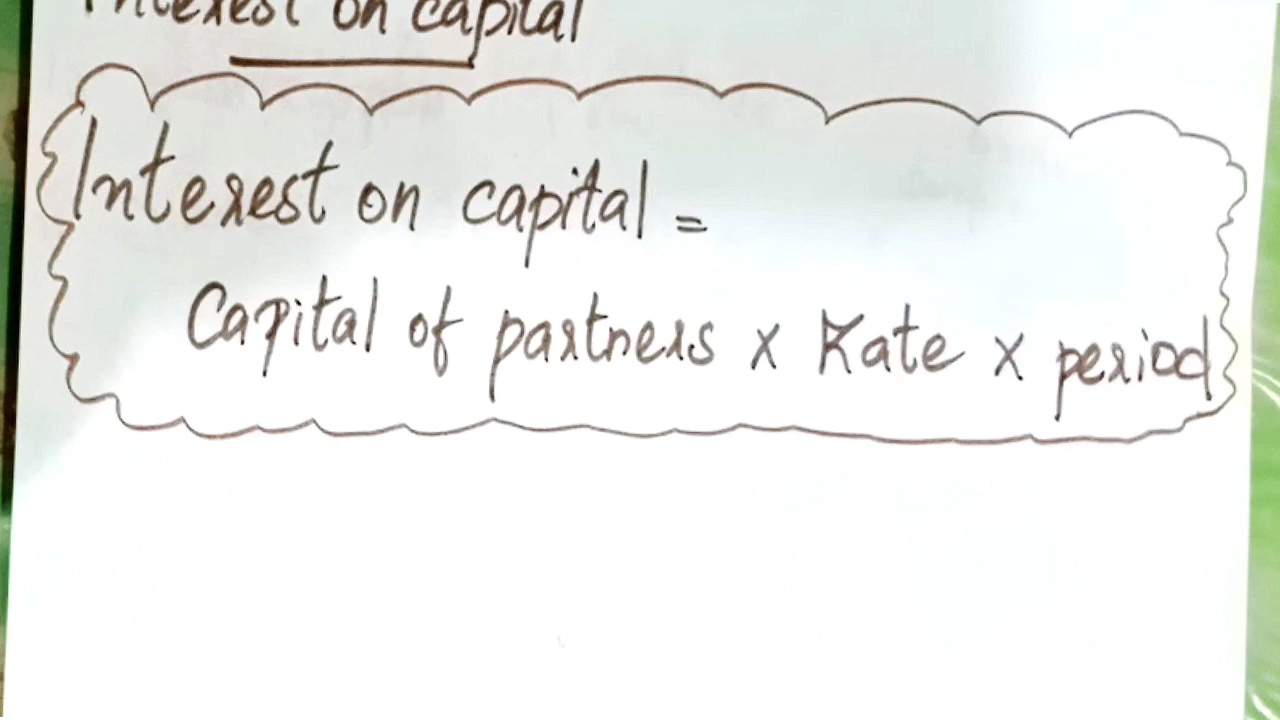 Interest on capital
Interest on capital =
Capital of partners x Rate x period